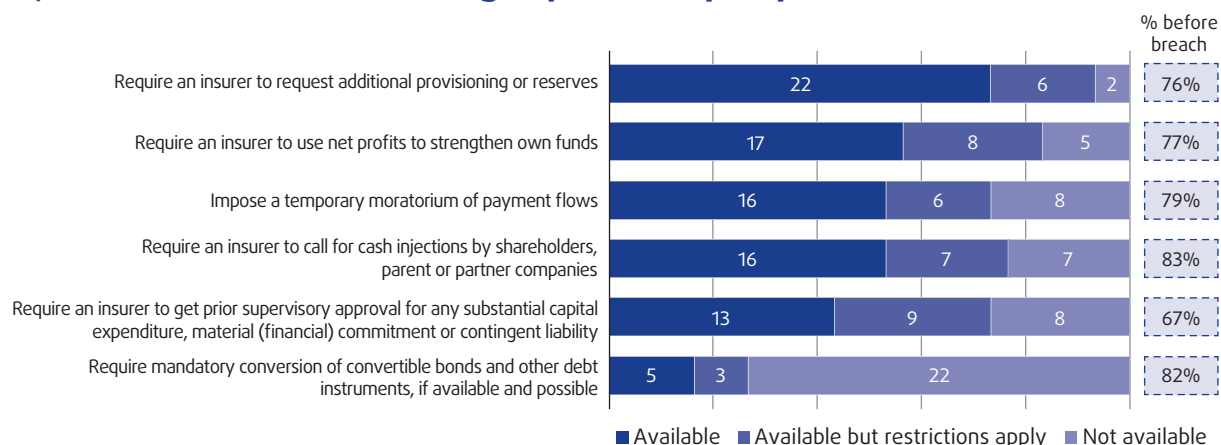 % before
breach
Require an insurer to request additional provisioning or reserves
22 6 2 76%
Require an insurer to use net profits to strengthen own funds
17 8 5 77%
Impose a temporary moratorium of payment flows
16 6 8 79%
Require an insurer to call for cash injections by shareholders,
parent or partner companies
16 7 7 83%
Require an insurer to get prior supervisory approval for any substantial capital
expenditure, material (financial) commitment or contingent liability
13 9 8 67%
Require mandatory conversion of convertible bonds and other debt
instruments, if available and possible
5 3 22 82%
Available Available but restrictions apply Not available